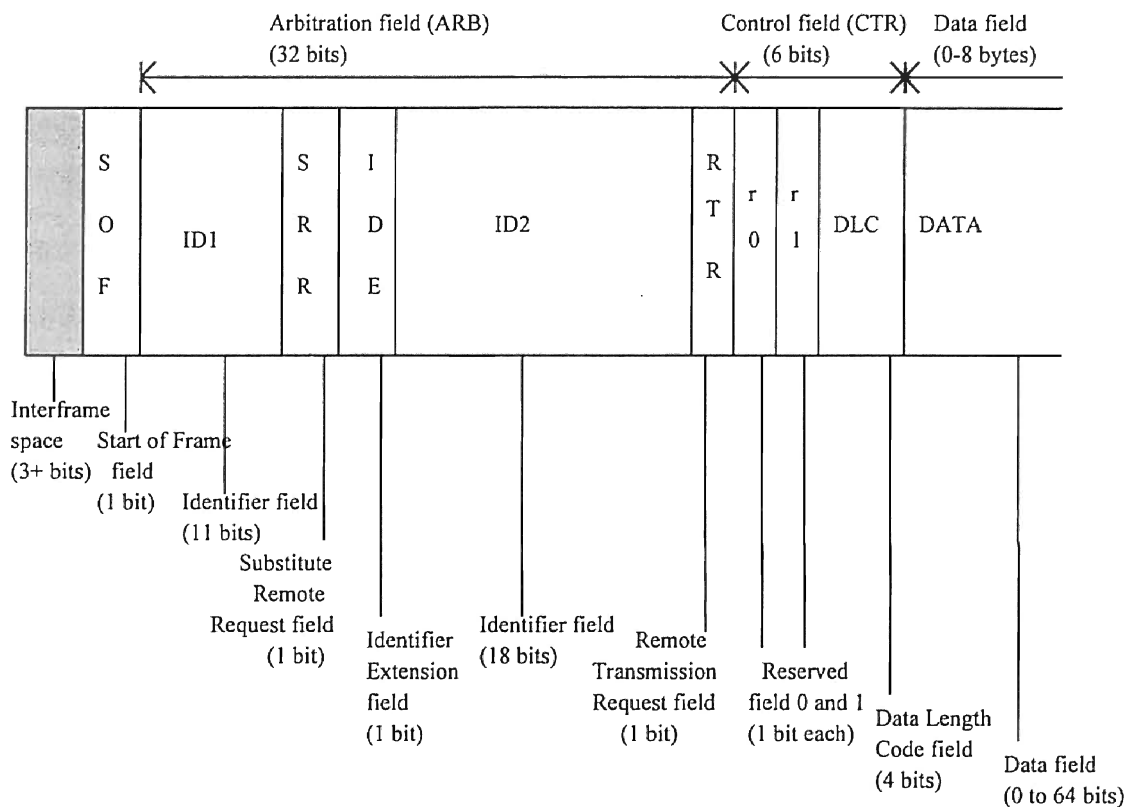 Arbitration field (ARB)
(32 bits)
Control field (CTR)
(6 bits)
Data field
(0-8 bytes)
S
O
F
ID1
S
R
R
I
D
E
ID2
R
T
R
r
0
r
1
DLC
DATA
Interframe
space
(3+ bits)
Start of Frame
field
(1 bit)
Identifier field
(11 bits)
Substitute
Remote
Request field
(1 bit)
Identifier
Extension
field
(1 bit)
Identifier field
(18 bits)
Remote
Transmission
Request field
(1 bit)
Reserved
field 0 and 1
(1 bit each)
Data Length
Code field
(4 bits)
Data field
(0 to 64 bits)